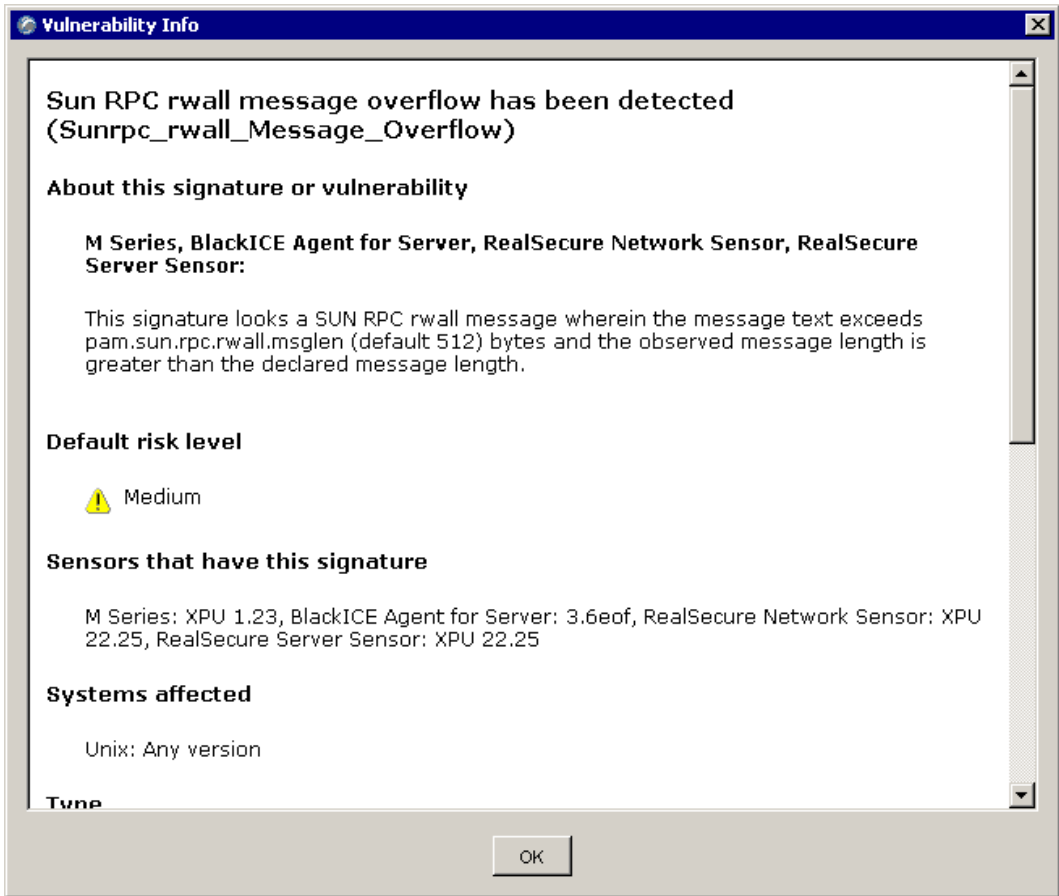 Vulnerability Info
Sun RPC rwall message overflow has been detected
(Sunrpc_rwall_Message_Overflow)
About this signature or vulnerability
M Series, BlackICE Agent for Server, RealSecure Network Sensor, RealSecure
Server Sensor:
This signature looks a SUN RPC rwall message wherein the message text exceeds
pam.sun.rpc.rwall.msglen (default 512) bytes and the observed message length is
greater than the declared message length.
Default risk level
Medium
Sensors that have this signature
M Series: XPU 1.23, BlackICE Agent for Server: 3.6eof, RealSecure Network Sensor: XPU
22.25, RealSecure Server Sensor: XPU 22.25
Systems affected
Unix: Any version
Type
OK